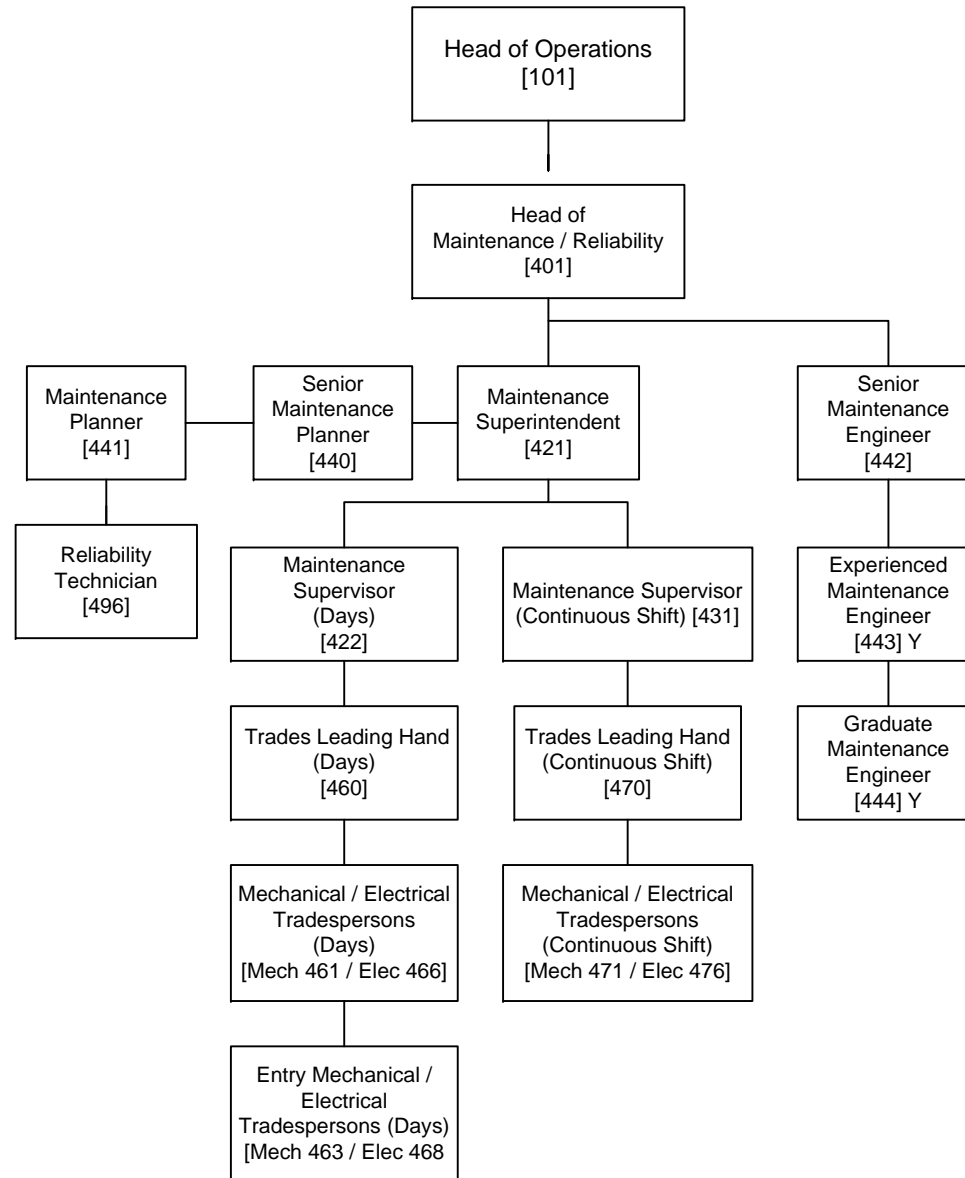 Head of Operations
[101]
Head of
Maintenance / Reliability
[401]
Maintenance
Planner
[441]
Senior
Maintenance
Planner
[440]
Maintenance
Superintendent
[421]
Senior
Maintenance
Engineer
[442]
Reliability
Technician
[496]
Maintenance
Supervisor
(Days)
[422]
Maintenance Supervisor
(Continuous Shift) [431]
Experienced
Maintenance
Engineer
[443] Y
Trades Leading Hand
(Days)
[460]
Trades Leading Hand
(Continuous Shift)
[470]
Graduate
Maintenance
Engineer
[444] Y
Mechanical / Electrical
Tradespersons
(Days)
[Mech 461 / Elec 466]
Mechanical / Electrical
Tradespersons
(Continuous Shift)
[Mech 471 / Elec 476]
Entry Mechanical /
Electrical
Tradespersons (Days)
[Mech 463 / Elec 468